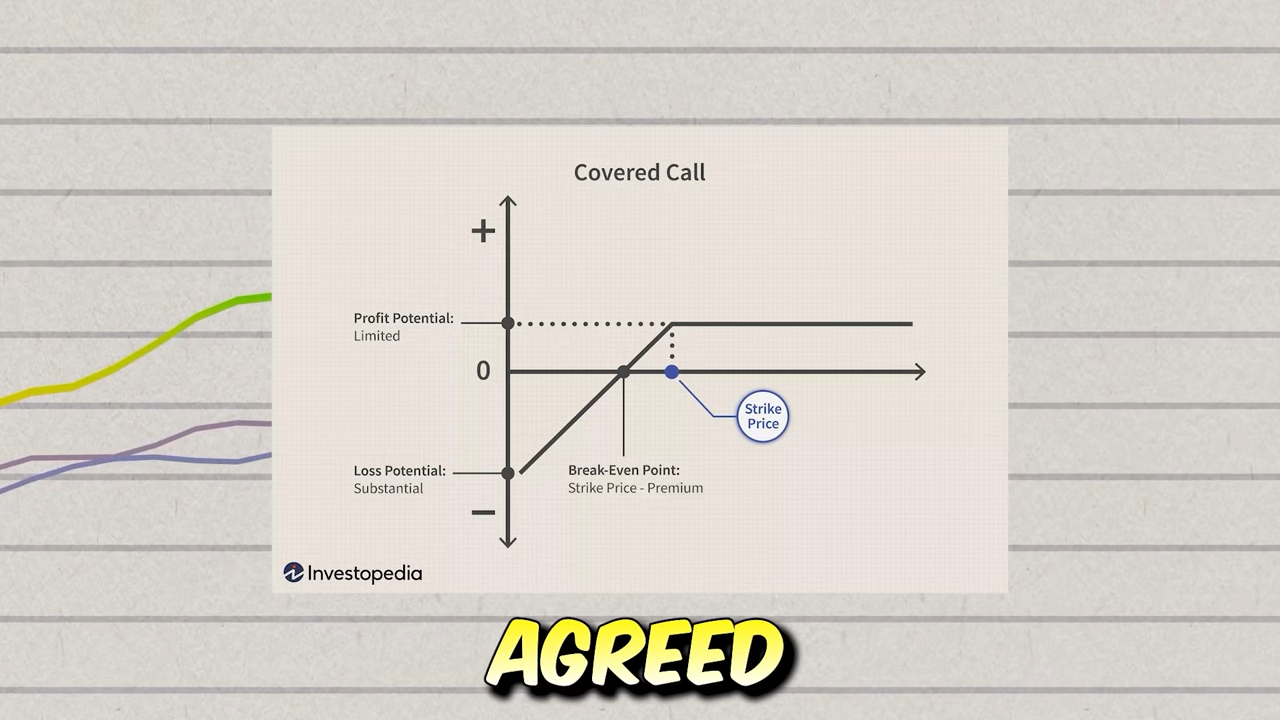 Covered Call
+
Profit Potential:
Limited
0
Strike
Price
Loss Potential:
Substantial
Break-Even Point:
Strike Price - Premium
−
Investopedia
AGREED